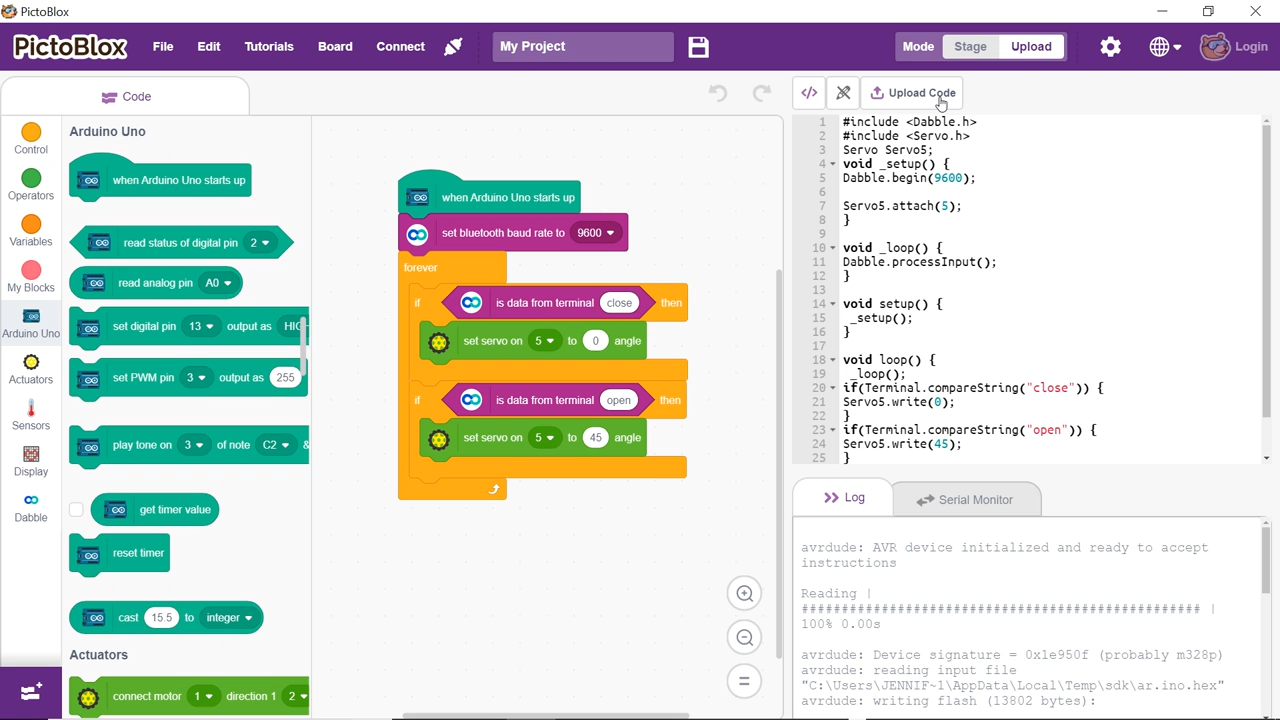 PictoBlox
PictoBlox File Edit Tutorials Board Connect My Project Mode Stage Upload Login
Code
Upload Code
Control
Operators
Variables
My Blocks
Arduino Uno
Actuators
Sensors
Display
Dabble
Arduino Uno
when Arduino Uno starts up
read status of digital pin 2
read analog pin A0
set digital pin 13 output as HIG
set PWM pin 3 output as 255
play tone on 3 of note C2 &
get timer value
reset timer
cast 15.5 to integer
Actuators
connect motor 1 direction 1 2
when Arduino Uno starts up
set bluetooth baud rate to 9600
forever
if is data from terminal close then
set servo on 5 to 0 angle
if is data from terminal open then
set servo on 5 to 45 angle
1 #include <Dabble.h>
2 #include <Servo.h>
3 Servo Servo5;
4 void _setup() {
5 Dabble.begin(9600);
6
7 Servo5.attach(5);
8 }
9
10 void _loop() {
11 Dabble.processInput();
12 }
13
14 void setup() {
15 _setup();
16 }
17
18 void loop() {
19 _loop();
20 if(Terminal.compareString("close")) {
21 Servo5.write(0);
22 }
23 if(Terminal.compareString("open")) {
24 Servo5.write(45);
25 }
Log Serial Monitor
avrdude: AVR device initialized and ready to accept
instructions
Reading |
################################################## |
100% 0.00s
avrdude: Device signature = 0x1e950f (probably m328p)
avrdude: reading input file
"C:\Users\JENNIF~1\AppData\Local\Temp\sdk\ar.ino.hex"
avrdude: writing flash (13802 bytes):